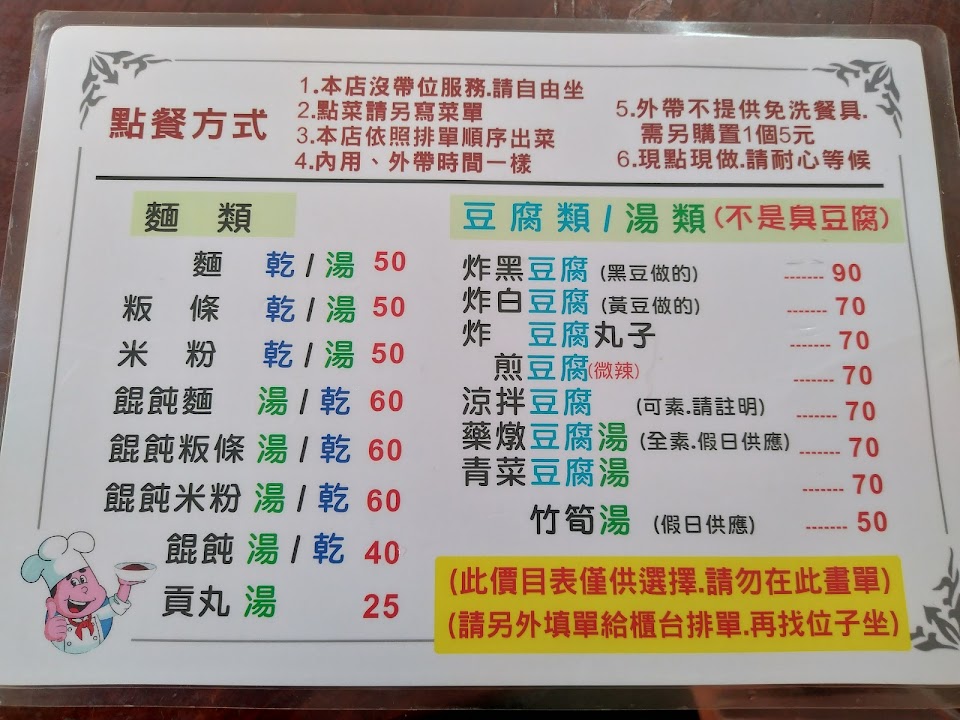 點餐方式
1.本店沒帶位服務.請自由坐
2.點菜請另寫菜單
3.本店依照排單順序出菜
4.內用、外帶時間一樣
5.外帶不提供免洗餐具.
需另購置1個5元
6.現點現做.請耐心等候
麵 類
麵 乾/湯 50
粄 條 乾/湯 50
米 粉 乾/湯 50
餛飩麵 湯/乾 60
餛飩粄條 湯/乾 60
餛飩米粉 湯/乾 60
餛飩 湯/乾 40
貢丸 湯 25
豆腐類/湯類(不是臭豆腐)
炸黑豆腐 (黑豆做的) ------- 90
炸白豆腐 (黃豆做的) ------- 70
炸 豆腐丸子 ------- 70
煎豆腐(微辣) ------- 70
涼拌豆腐 (可素.請註明) ------- 70
藥燉豆腐湯 (全素.假日供應) ------- 70
青菜豆腐湯 ------- 70
竹筍湯 (假日供應) ------- 50
(此價目表僅供選擇.請勿在此畫單)
(請另外填單給櫃台排單.再找位子坐)